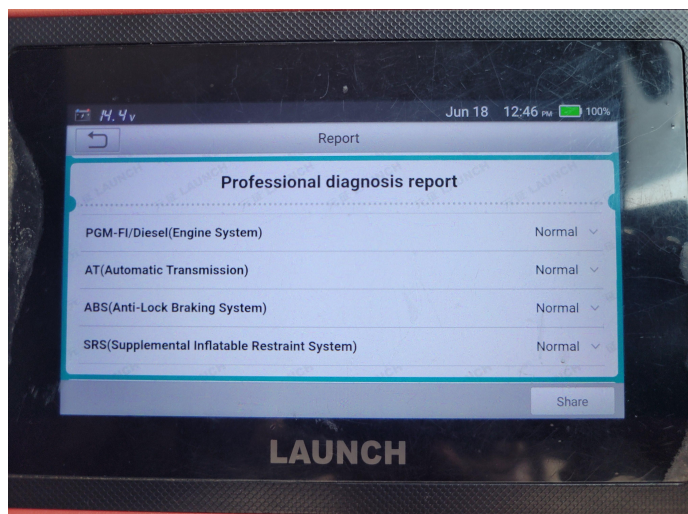 14.4v Jun 18 12:46 PM 100%
Report
Professional diagnosis report
PGM-FI/Diesel(Engine System) Normal
AT(Automatic Transmission) Normal
ABS(Anti-Lock Braking System) Normal
SRS(Supplemental Inflatable Restraint System) Normal
Share
LAUNCH